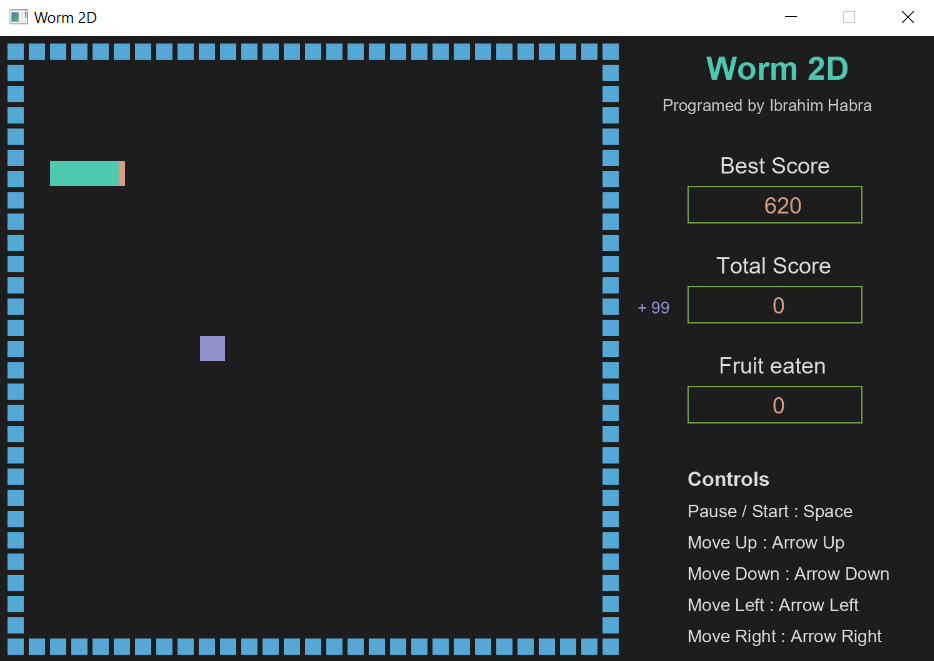 Worm 2D
Worm 2D
Programed by Ibrahim Habra
Best Score
620
Total Score
+ 99
0
Fruit eaten
0
Controls
Pause / Start : Space
Move Up : Arrow Up
Move Down : Arrow Down
Move Left : Arrow Left
Move Right : Arrow Right